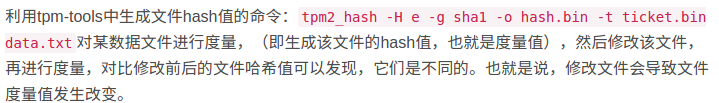 利用tpm-tools中生成文件hash值的命令：tpm2_hash -H e -g sha1 -o hash.bin -t ticket.bin
data.txt 对某数据文件进行度量，（即生成该文件的hash值，也就是度量值），然后修改该文件，
再进行度量，对比修改前后的文件哈希值可以发现，它们是不同的。也就是说，修改文件会导致文件
度量值发生改变。